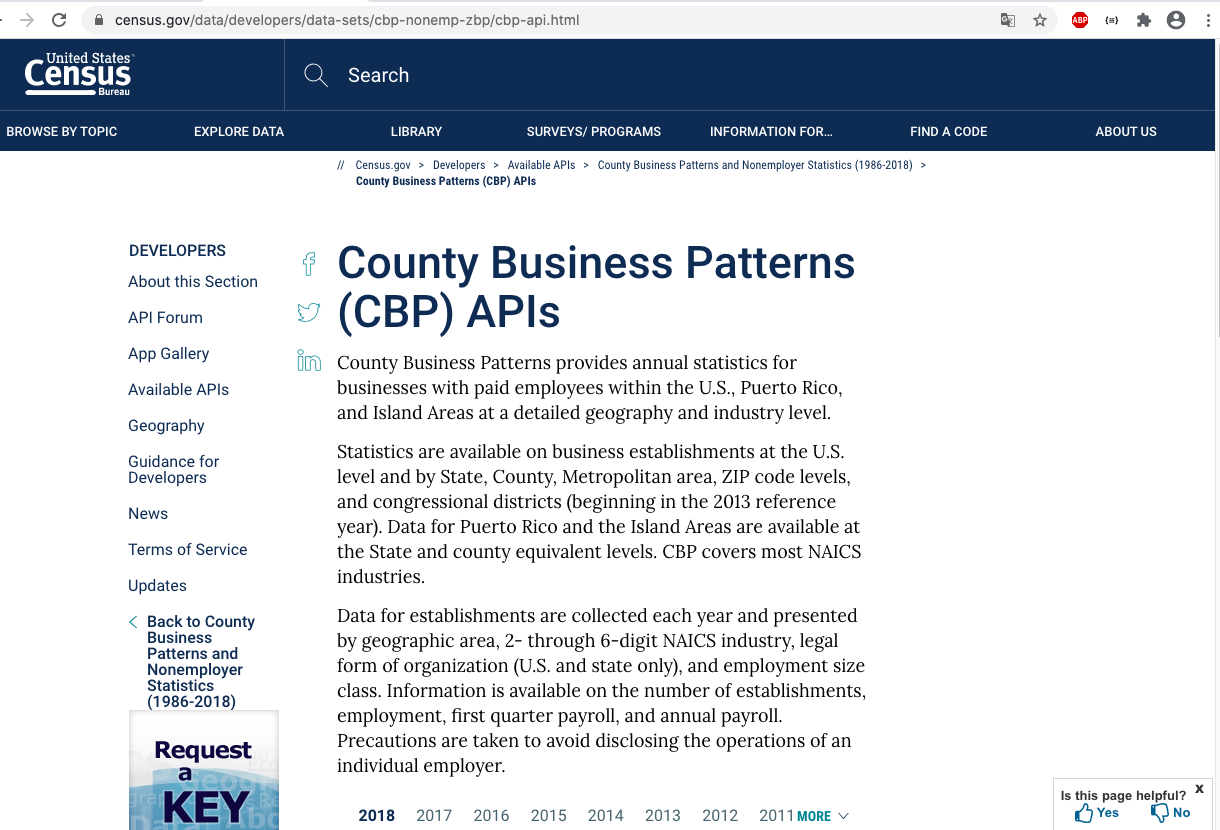 census.gov/data/developers/data-sets/cbp-nonemp-zbp/cbp-api.html
ABP
United States
Census
Bureau
Search
BROWSE BY TOPIC EXPLORE DATA LIBRARY SURVEYS/ PROGRAMS INFORMATION FOR... FIND A CODE ABOUT US
// Census.gov > Developers > Available APIs > County Business Patterns and Nonemployer Statistics (1986-2018) >
County Business Patterns (CBP) APIs
DEVELOPERS
About this Section
API Forum
App Gallery
Available APIs
Geography
Guidance for
Developers
News
Terms of Service
Updates
Back to County
Business
Patterns and
Nonemployer
Statistics
(1986-2018)
Request
a
KEY
County Business Patterns
(CBP) APIs
County Business Patterns provides annual statistics for
businesses with paid employees within the U.S., Puerto Rico,
and Island Areas at a detailed geography and industry level.
Statistics are available on business establishments at the U.S.
level and by State, County, Metropolitan area, ZIP code levels,
and congressional districts (beginning in the 2013 reference
year). Data for Puerto Rico and the Island Areas are available at
the State and county equivalent levels. CBP covers most NAICS
industries.
Data for establishments are collected each year and presented
by geographic area, 2- through 6-digit NAICS industry, legal
form of organization (U.S. and state only), and employment size
class. Information is available on the number of establishments,
employment, first quarter payroll, and annual payroll.
Precautions are taken to avoid disclosing the operations of an
individual employer.
2018 2017 2016 2015 2014 2013 2012 2011 MORE
Is this page helpful? X
Yes No